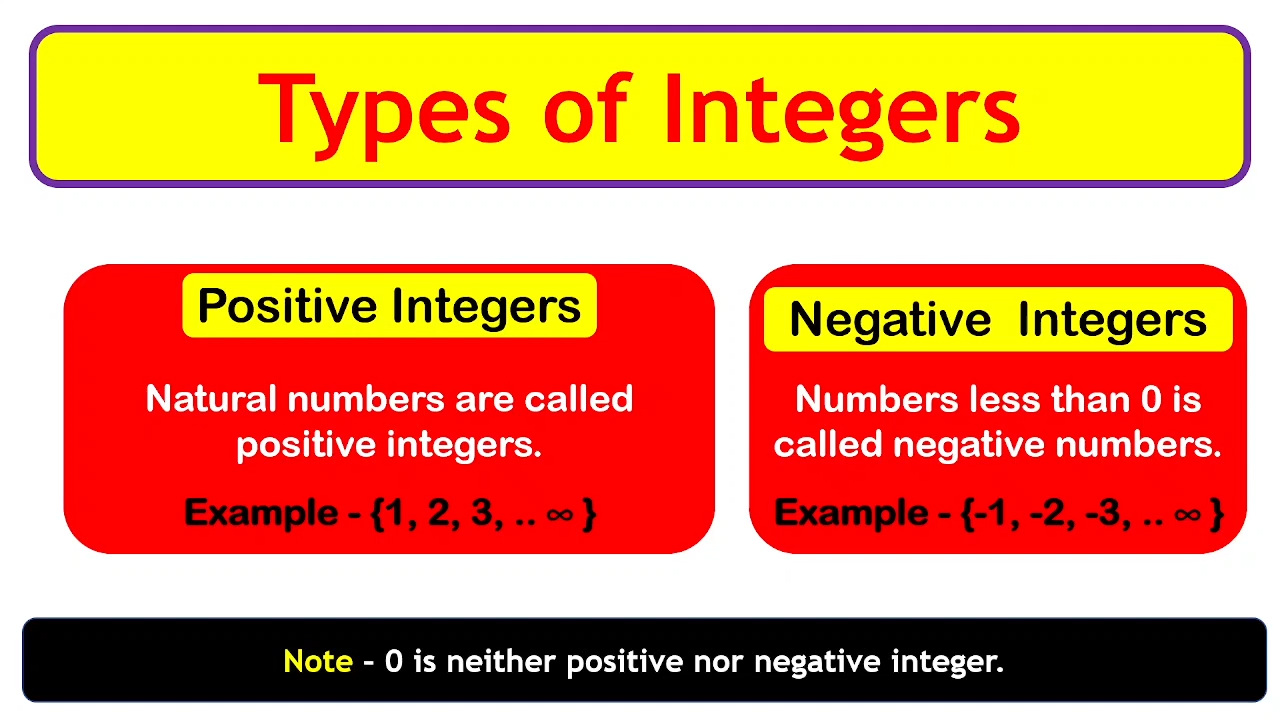 Types of Integers
Positive Integers
Natural numbers are called
positive integers.
Example - {1, 2, 3, .. ∞ }
Negative Integers
Numbers less than 0 is
called negative numbers.
Example - {-1, -2, -3, .. ∞ }
Note - 0 is neither positive nor negative integer.